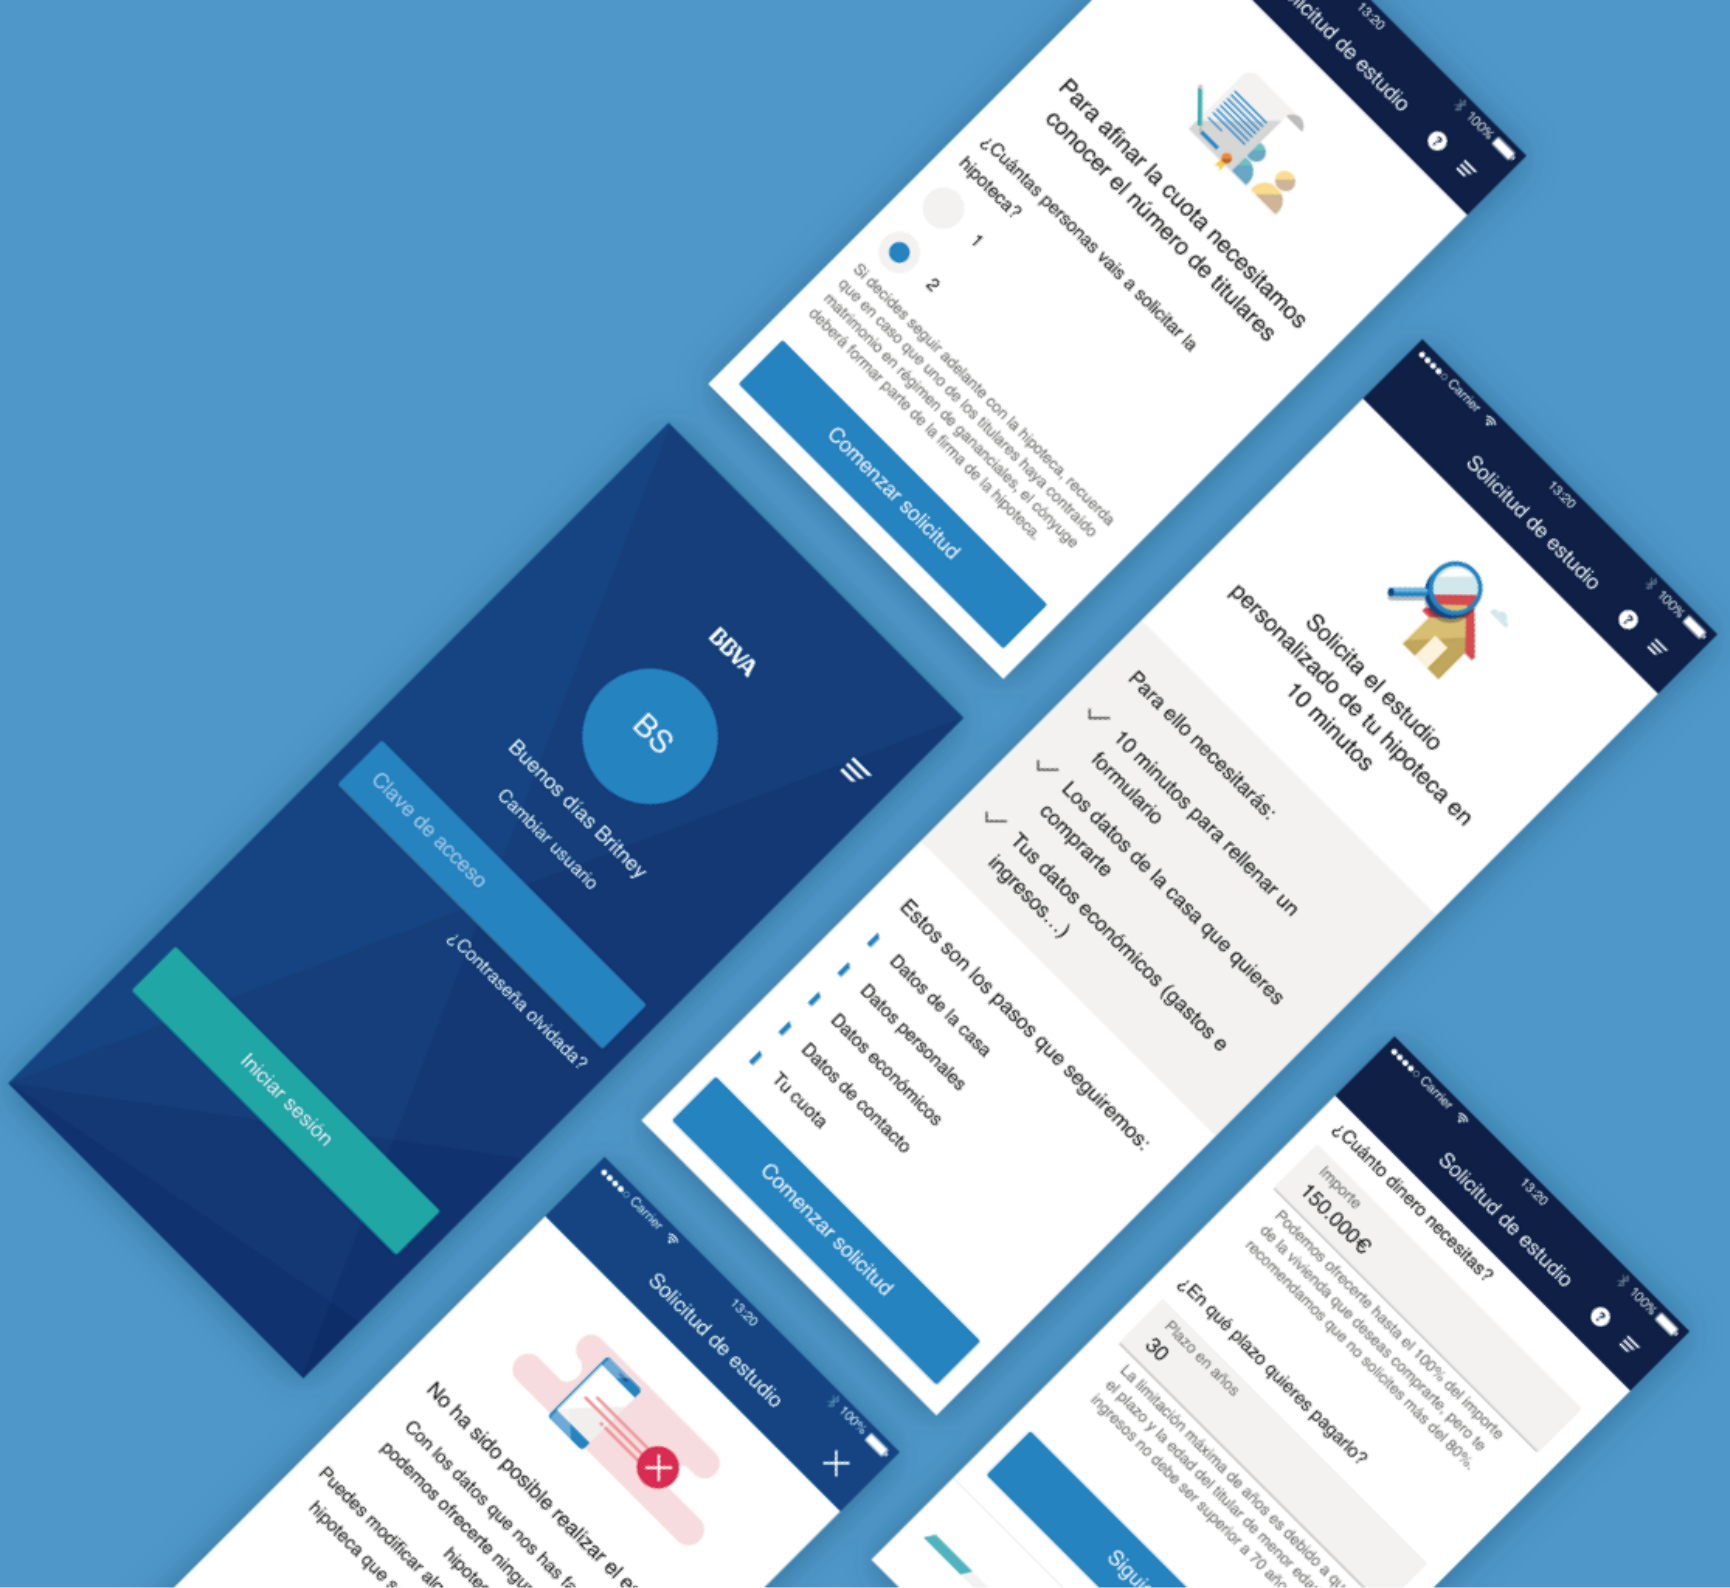 13:20
100%
Solicitud de estudio
?
Para afinar la cuota necesitamos
conocer el número de titulares
¿Cuántas personas vais a solicitar la
hipoteca?
1
2
Si decides seguir adelante con la hipoteca, recuerda
que en caso que uno de los titulares haya contraído
matrimonio en régimen de gananciales, el cónyuge
deberá formar parte de la firma de la hipoteca.
Comenzar solicitud
BBVA
BS
Buenos días Britney
Cambiar usuario
Clave de acceso
¿Contraseña olvidada?
Iniciar sesión
Carrier
13:20
100%
Solicitud de estudio
?
Solicita el estudio
personalizado de tu hipoteca en
10 minutos
Para ello necesitarás:
10 minutos para rellenar un
formulario
Los datos de la casa que quieres
comprarte
Tus datos económicos (gastos e
ingresos...)
Estos son los pasos que seguiremos:
Datos de la casa
Datos personales
Datos económicos
Datos de contacto
Tu cuota
Comenzar solicitud
Carrier
13:20
100%
Solicitud de estudio
No ha sido posible realizar el es
Con los datos que nos has fa
podemos ofrecerte ningu
hipote
Puedes modificar alg
hipoteca que s
Carrier
13:20
100%
Solicitud de estudio
?
¿Cuánto dinero necesitas?
Importe
150.000€
Podemos ofrecerte hasta el 100% del importe
de la vivienda que deseas comprarte, pero te
recomendamos que no solicites más del 80%.
¿En qué plazo quieres pagarlo?
Plazo en años
30
La limitación máxima de años es debido a qu
el plazo y la edad del titular de menor edad
ingresos no debe ser superior a 70 año
Siguie